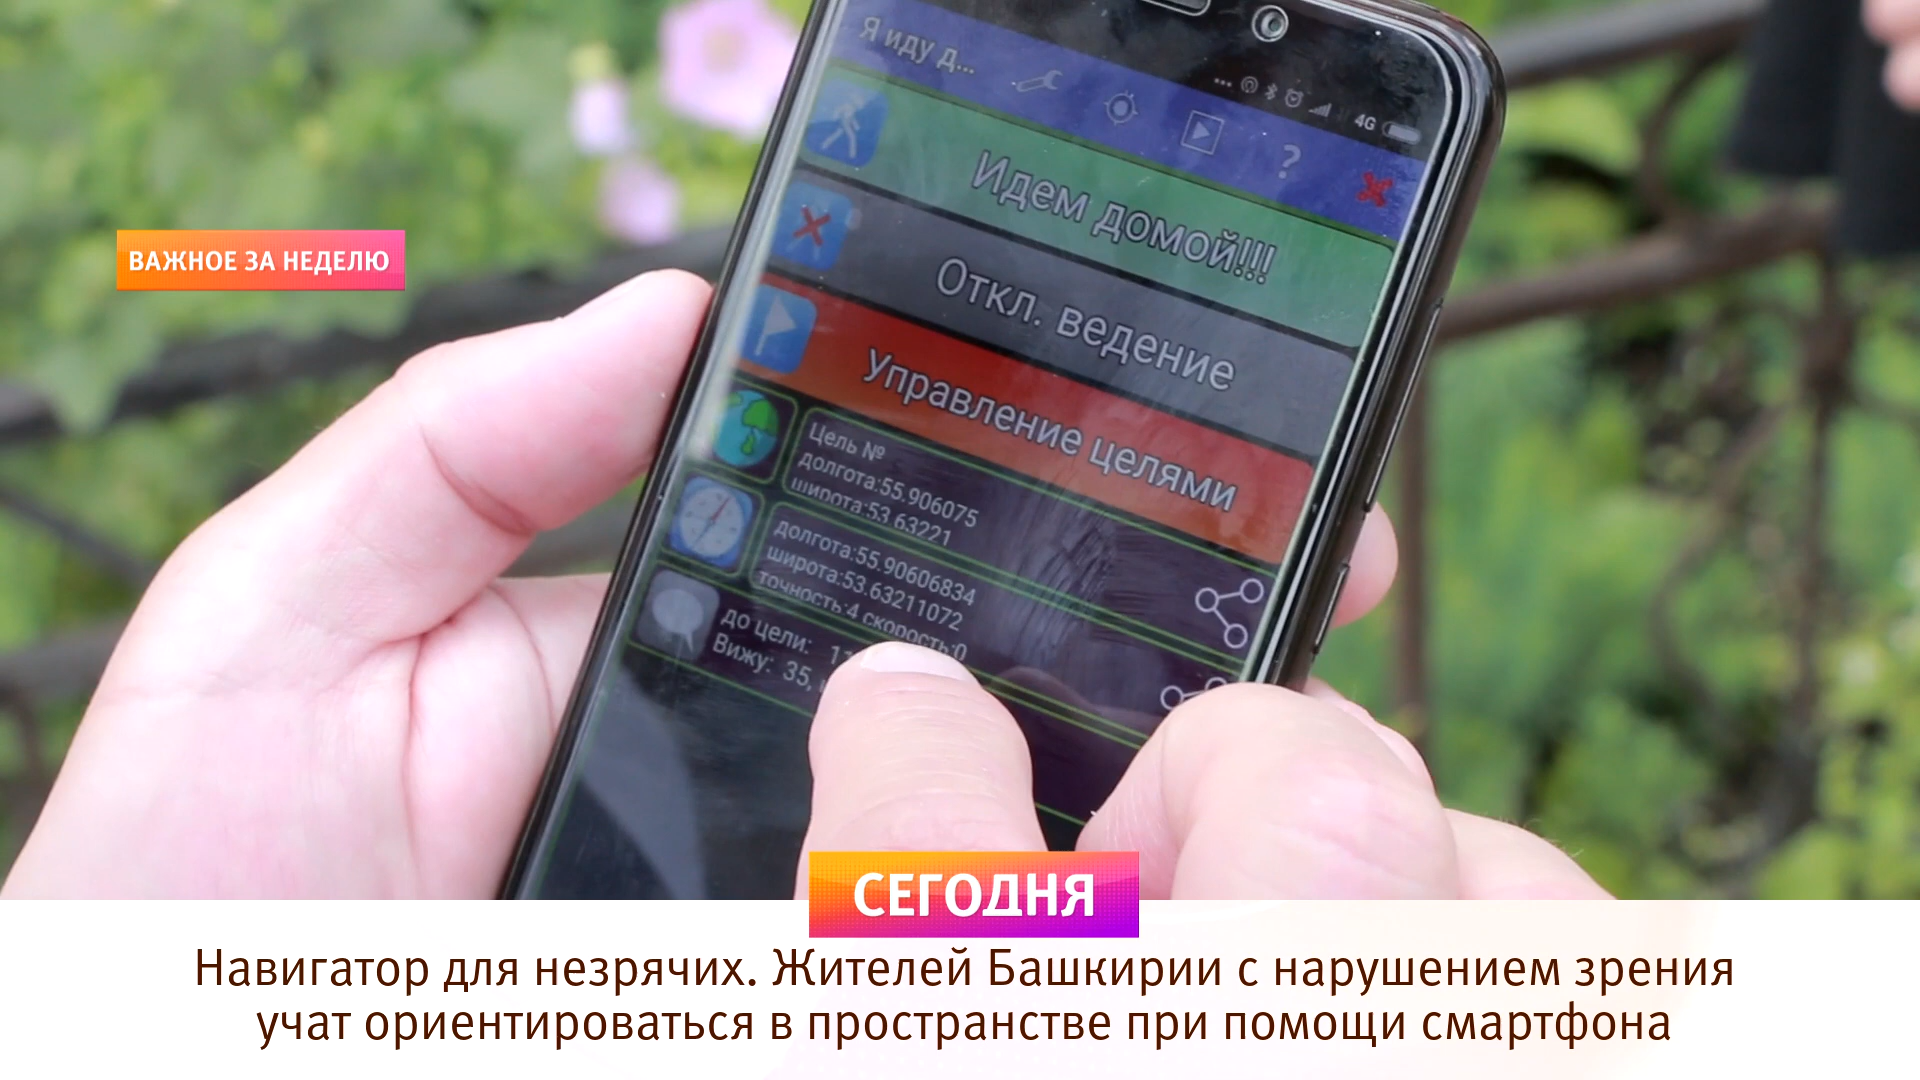 Я иду д...
4G
?
Идем домой!!!
ВАЖНОЕ ЗА НЕДЕЛЮ
Откл. ведение
Управление целями
Цель №
долгота:55.906075
широта:53.63221
долгота:55.90606834
широта:53.63211072
точность:4 скорость:0
до цели:
Вижу: 35,
СЕГОДНЯ
Навигатор для незрячих. Жителей Башкирии с нарушением зрения
учат ориентироваться в пространстве при помощи смартфона